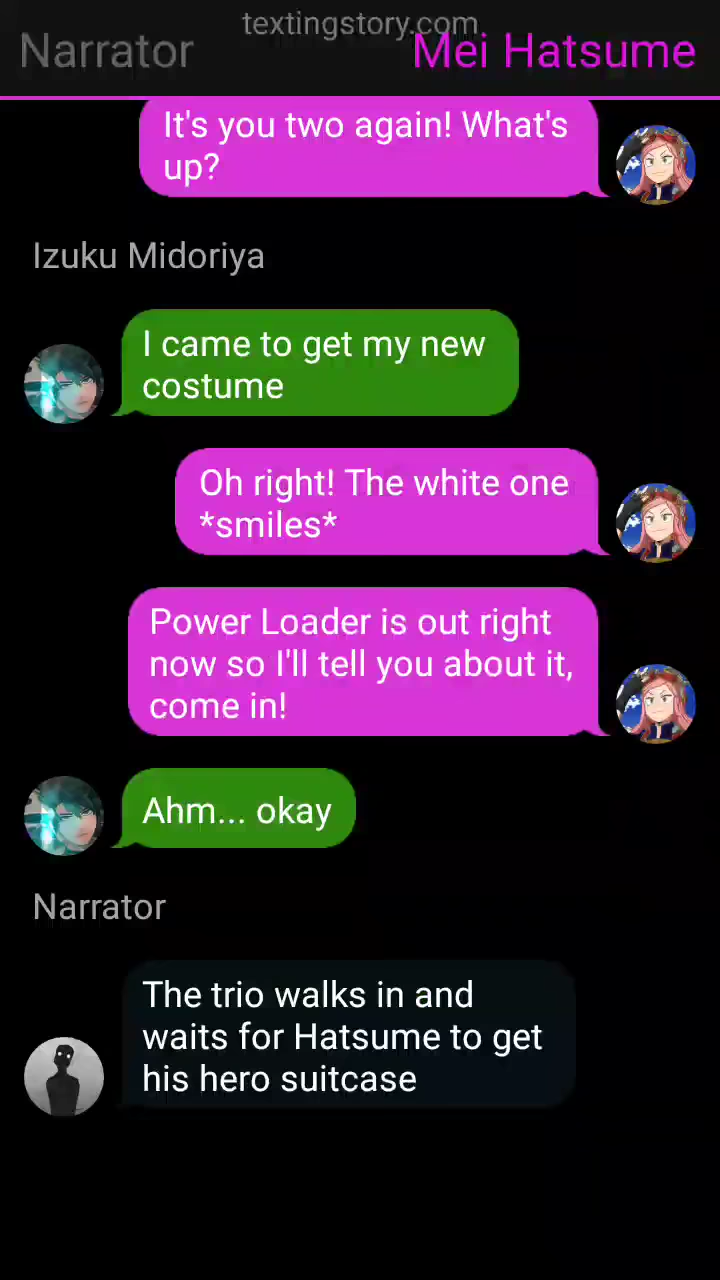 textingstory.com
Narrator
Mei Hatsume
It's you two again! What's
up?
Izuku Midoriya
I came to get my new
costume
Oh right! The white one
*smiles*
Power Loader is out right
now so I'll tell you about it,
come in!
Ahm... okay
Narrator
The trio walks in and
waits for Hatsume to get
his hero suitcase